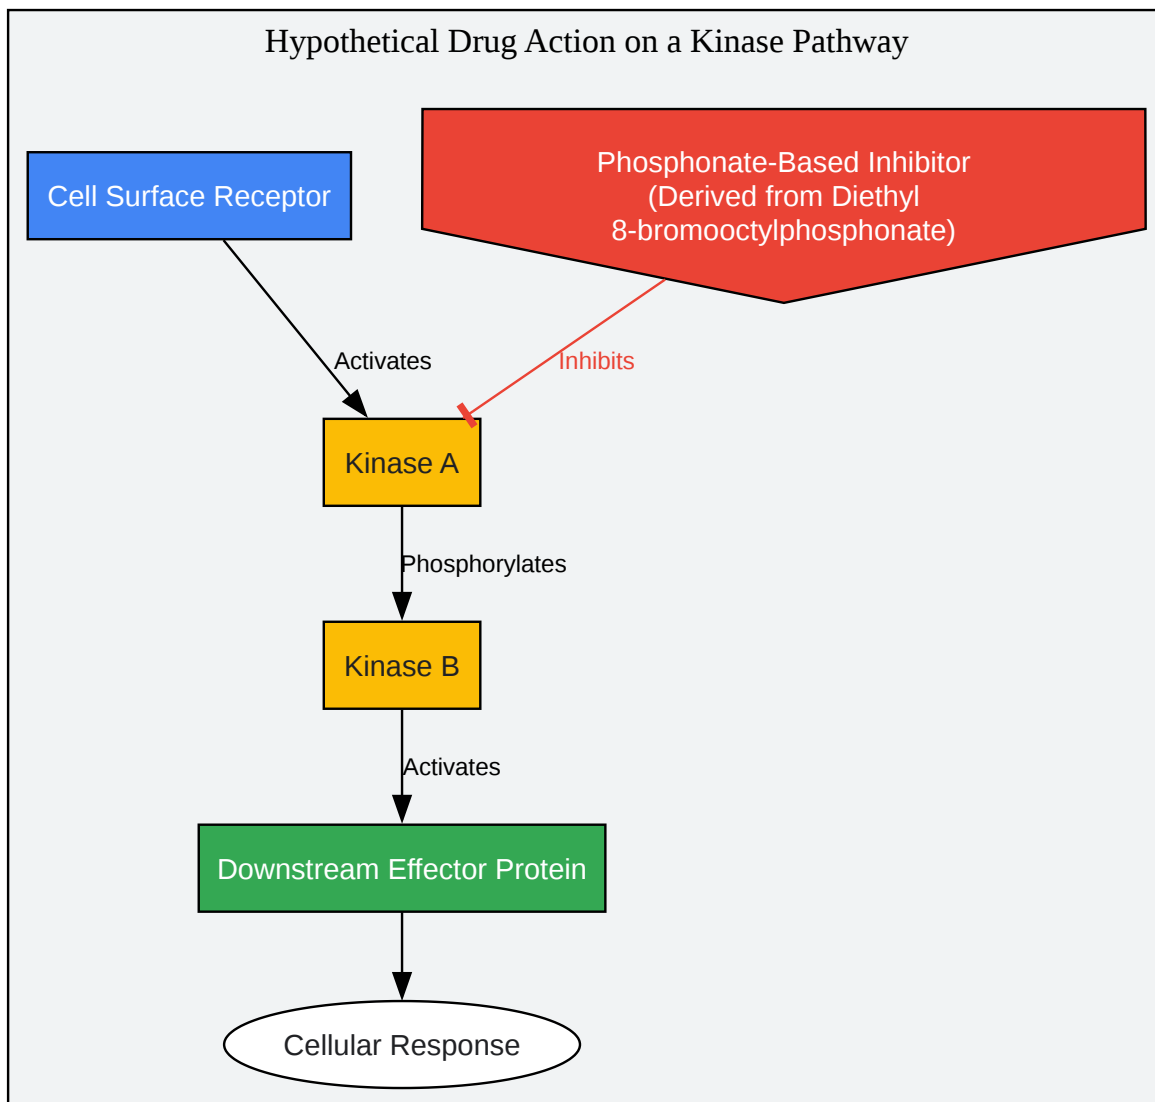 Hypothetical Drug Action on a Kinase Pathway
Cell Surface Receptor
Phosphonate-Based Inhibitor
(Derived from Diethyl
8-bromooctylphosphonate)
Activates
Inhibits
Kinase A
Phosphorylates
Kinase B
Activates
Downstream Effector Protein
Cellular Response